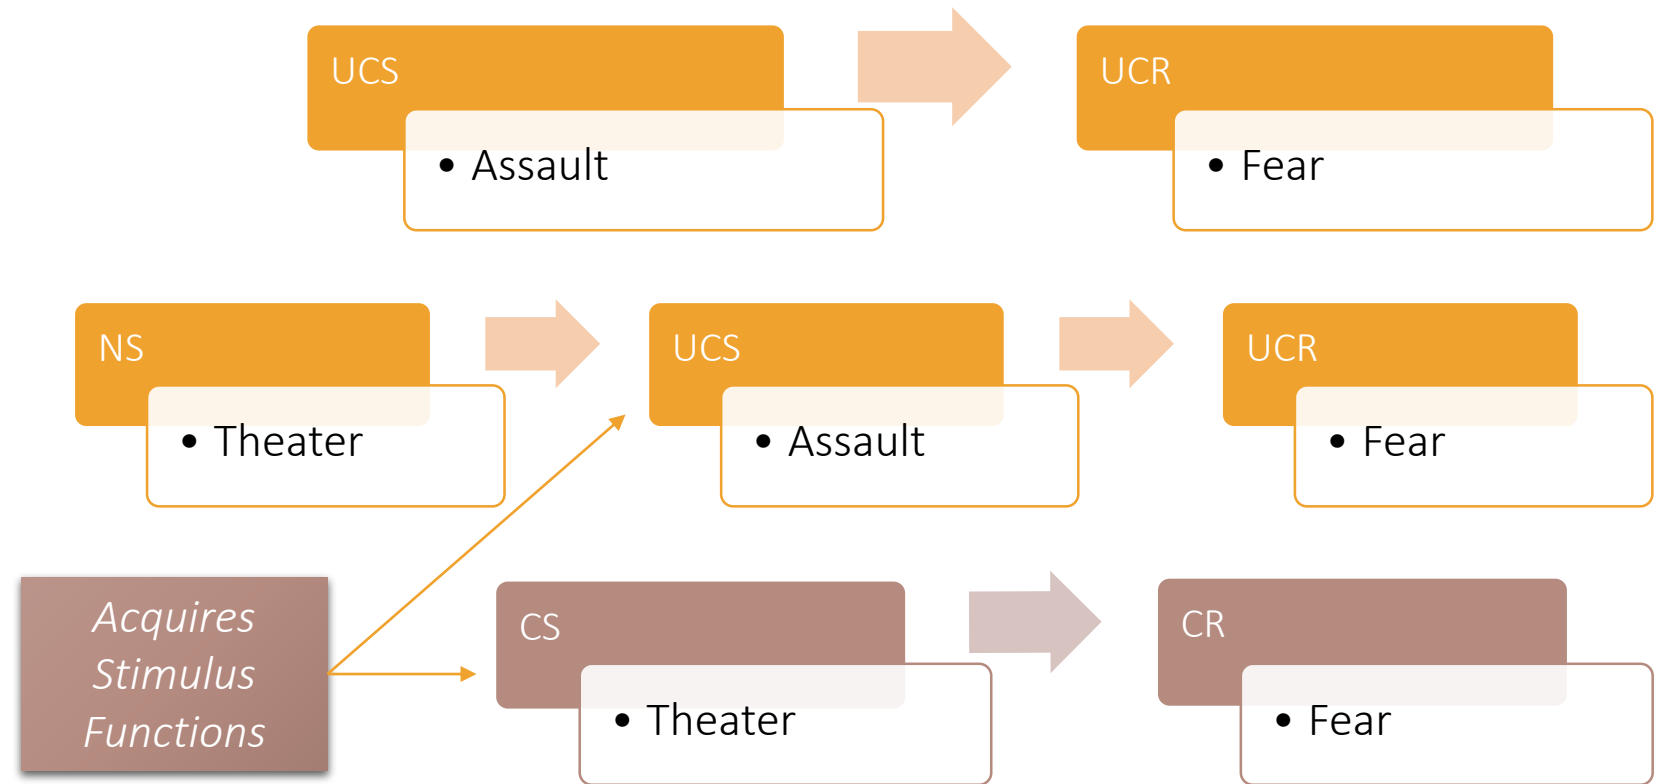 UCS
• Assault
UCR
• Fear
NS
• Theater
UCS
• Assault
UCR
• Fear
Acquires
Stimulus
Functions
CS
• Theater
CR
• Fear